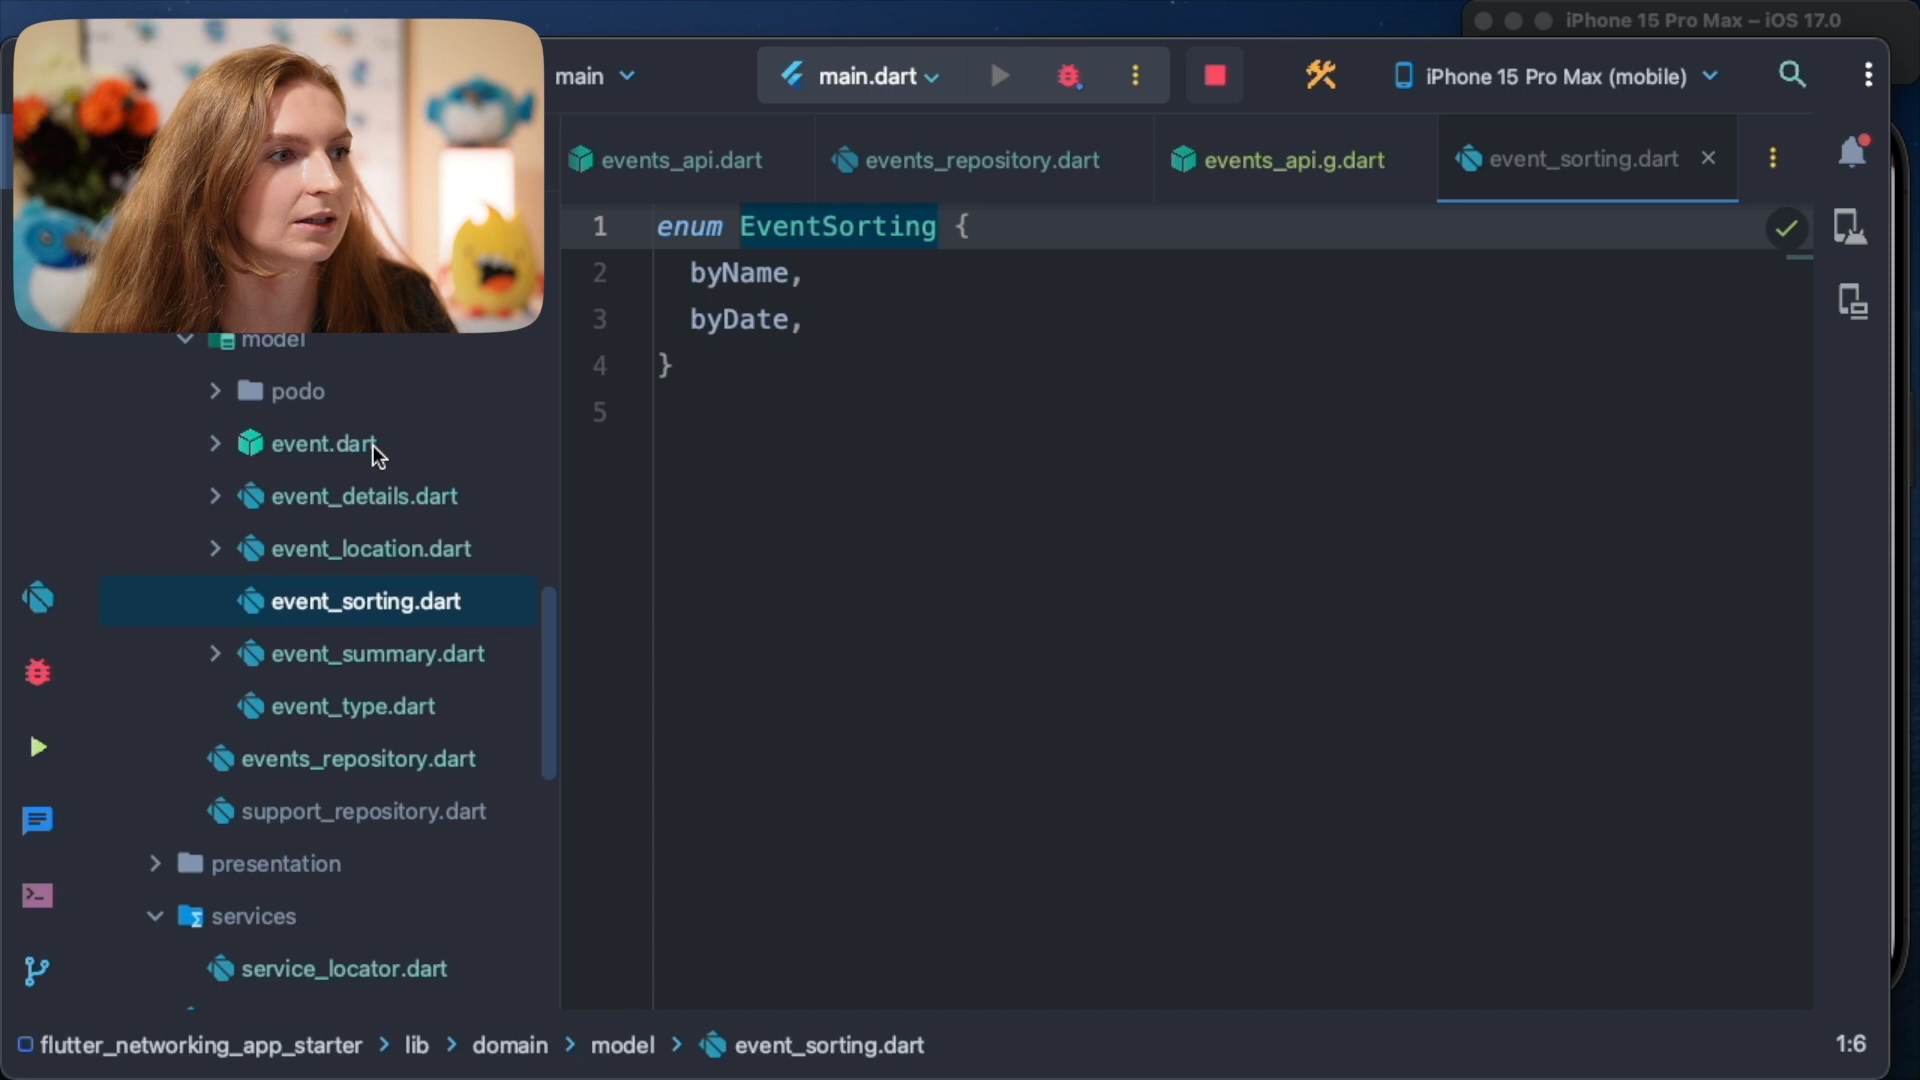 iPhone 15 Pro Max – iOS 17.0
main
main.dart
iPhone 15 Pro Max (mobile)
events_api.dart
events_repository.dart
events_api.g.dart
event_sorting.dart
1 enum EventSorting {
2 byName,
3 byDate,
4 }
5
model
podo
event.dart
event_details.dart
event_location.dart
event_sorting.dart
event_summary.dart
event_type.dart
events_repository.dart
support_repository.dart
presentation
services
service_locator.dart
flutter_networking_app_starter > lib > domain > model > event_sorting.dart
1:6